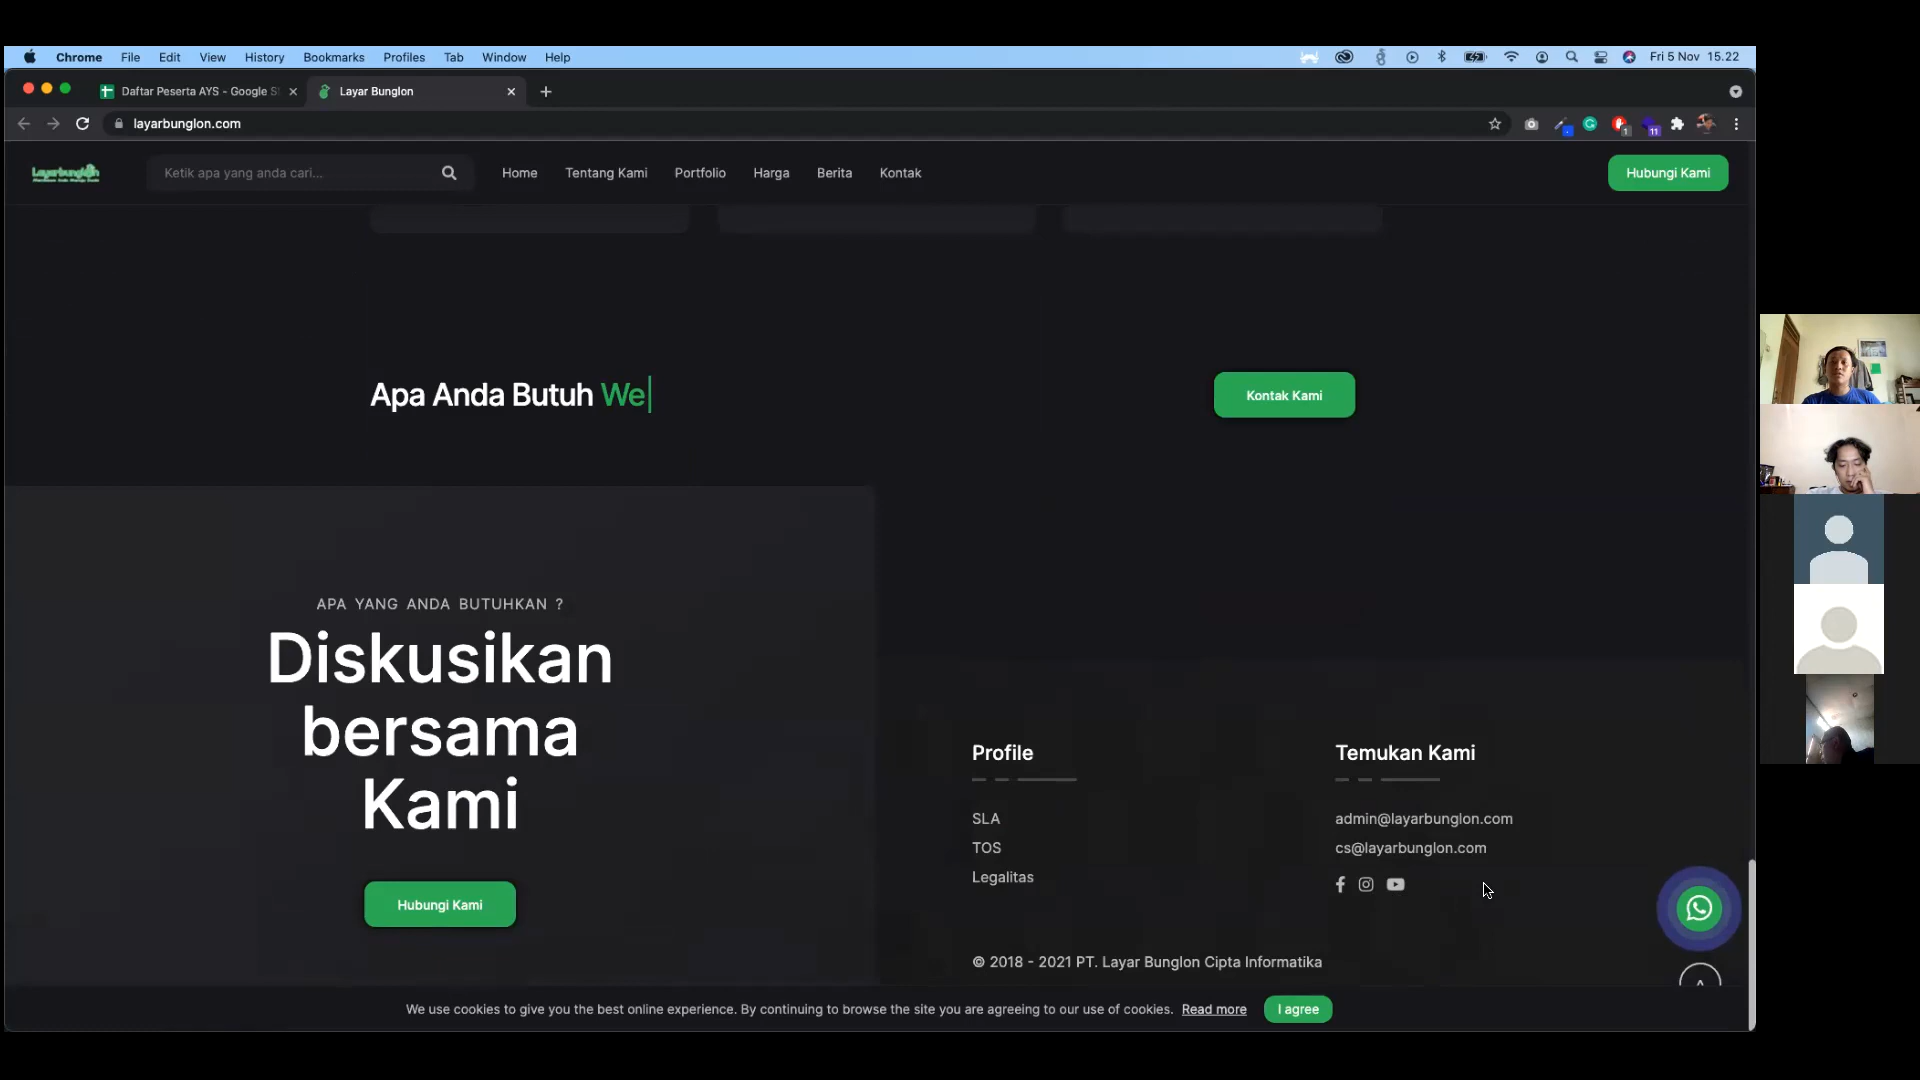 Chrome File Edit View History Bookmarks Profiles Tab Window Help Fri 5 Nov 15.22
Daftar Peserta AYS - Google S Layar Bunglon
layarbunglon.com 1 11
Layarbunglon Ketik apa yang anda cari... Home Tentang Kami Portfolio Harga Berita Kontak Hubungi Kami
Apa Anda Butuh We Kontak Kami
APA YANG ANDA BUTUHKAN ?
Diskusikan
bersama
Kami
Hubungi Kami
Profile
SLA
TOS
Legalitas
Temukan Kami
admin@layarbunglon.com
cs@layarbunglon.com
© 2018 - 2021 PT. Layar Bunglon Cipta Informatika
We use cookies to give you the best online experience. By continuing to browse the site you are agreeing to our use of cookies. Read more I agree